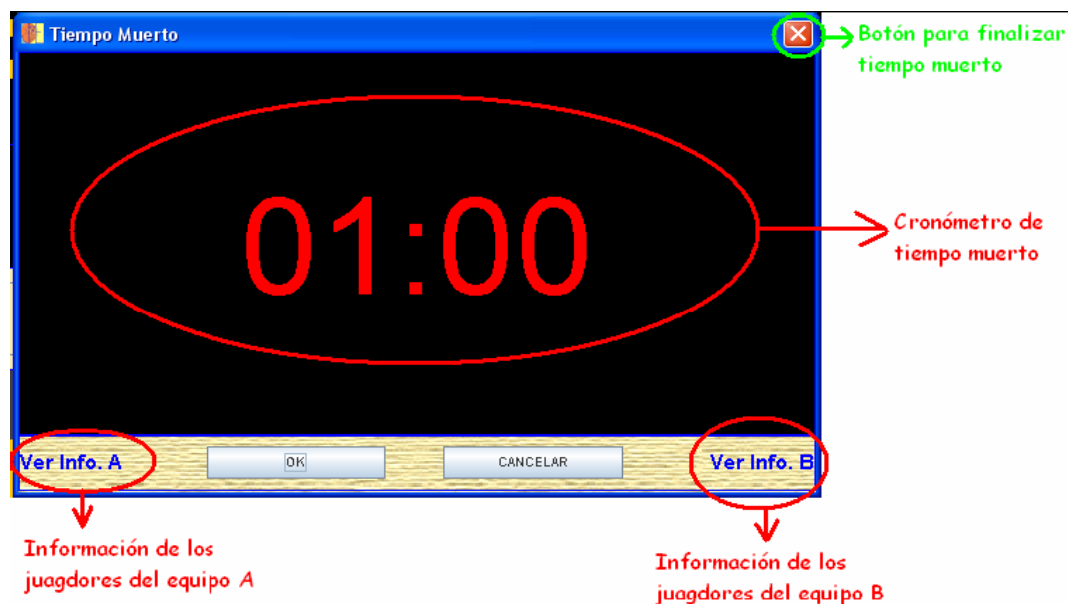 Tiempo Muerto
Botón para finalizar
tiempo muerto
01:00
Cronómetro de
tiempo muerto
Ver Info. A
OK
CANCELAR
Ver Info. B
Información de los
juagdores del equipo A
Información de los
juagdores del equipo B